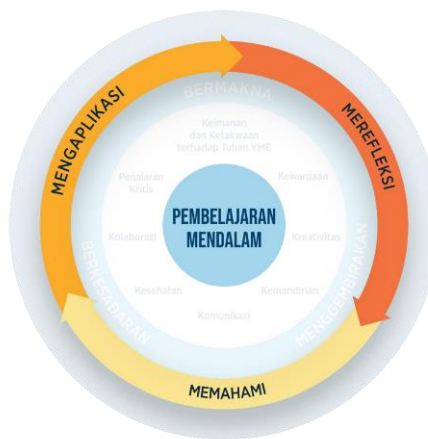 BERMAKNA
MENGAPLIKASI
MEREFLEKSI
Keimanan
dan Ketakwaan
terhadap Tuhan YME
Penalaran
Kritis
Kewargaan
PEMBELAJARAN
MENDALAM
Kolaborasi
Kreativitas
BERKESADARAN
MENGGEMBIRAKAN
Kesehatan
Kemandirian
Komunikasi
MEMAHAMI